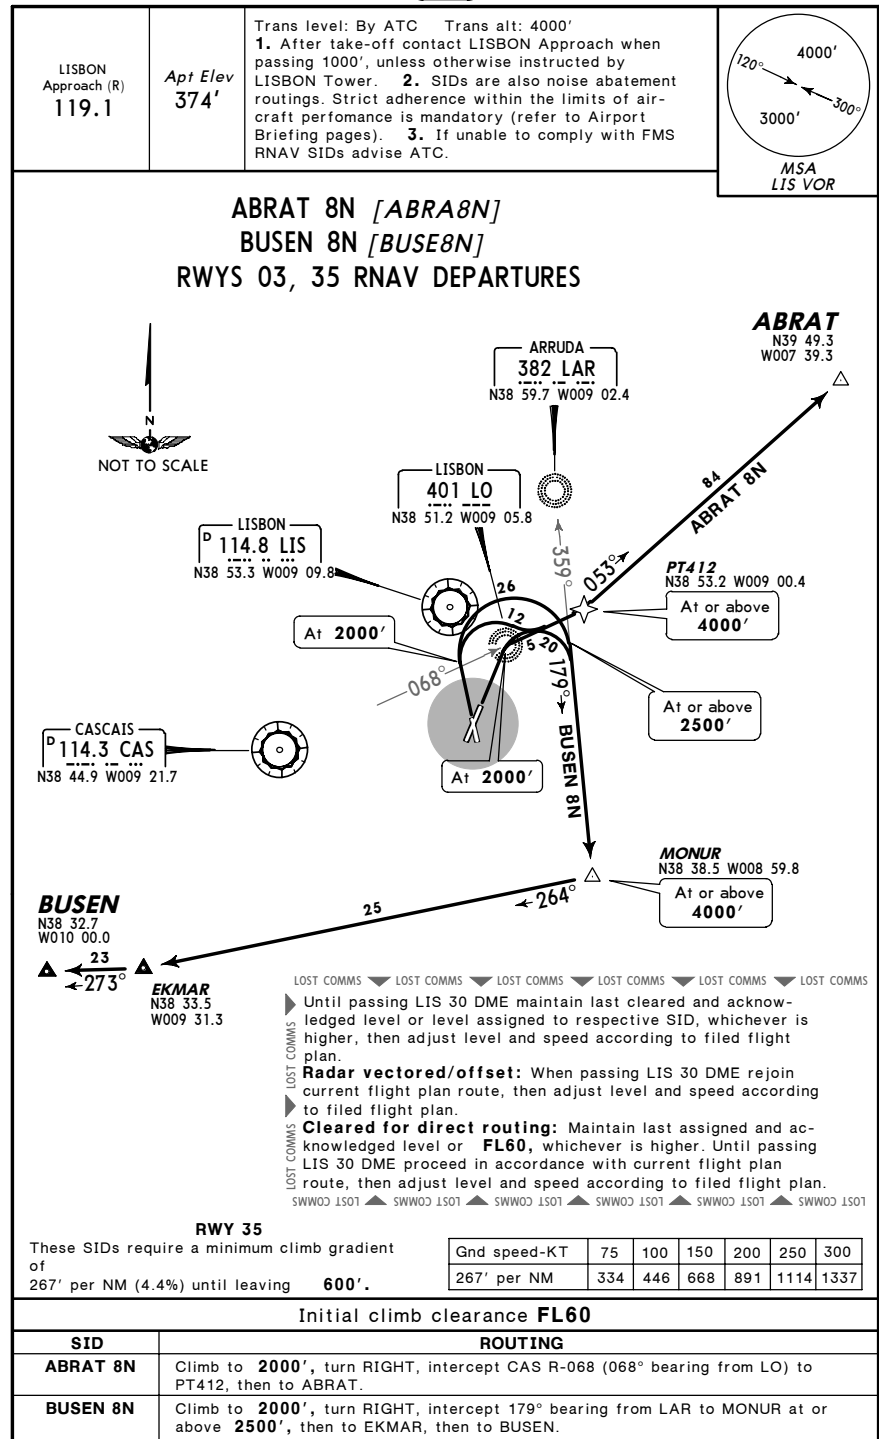 LISBON
Approach (R)
119.1
Apt Elev
374'
Trans level: By ATC Trans alt: 4000'
1. After take-off contact LISBON Approach when
passing 1000', unless otherwise instructed by
LISBON Tower. 2. SIDs are also noise abatement
routings. Strict adherence within the limits of air-
craft perfomance is mandatory (refer to Airport
Briefing pages). 3. If unable to comply with FMS
RNAV SIDs advise ATC.
120°
4000'
300°
3000'
MSA
LIS VOR
ABRAT 8N [ABRA8N]
BUSEN 8N [BUSE8N]
RWYS 03, 35 RNAV DEPARTURES
ABRAT
N39 49.3
W007 39.3
ARRUDA
382 LAR
N38 59.7 W009 02.4
N
NOT TO SCALE
LISBON
401 LO
N38 51.2 W009 05.8
84
ABRAT 8N
LISBON
D 114.8 LIS
N38 53.3 W009 09.8
359°
053°
PT412
N38 53.2 W009 00.4
At or above
4000'
26
12
5
20
At 2000'
068°
179°
At or above
2500'
CASCAIS
D 114.3 CAS
N38 44.9 W009 21.7
At 2000'
BUSEN 8N
MONUR
N38 38.5 W008 59.8
At or above
4000'
264°
25
BUSEN
N38 32.7
W010 00.0
23
273°
EKMAR
N38 33.5
W009 31.3
LOST COMMS LOST COMMS LOST COMMS LOST COMMS LOST COMMS LOST COMMS
Until passing LIS 30 DME maintain last cleared and acknow-
ledged level or level assigned to respective SID, whichever is
higher, then adjust level and speed according to filed flight
plan.
Radar vectored/offset: When passing LIS 30 DME rejoin
current flight plan route, then adjust level and speed according
to filed flight plan.
Cleared for direct routing: Maintain last assigned and ac-
knowledged level or FL60, whichever is higher. Until passing
LIS 30 DME proceed in accordance with current flight plan
route, then adjust level and speed according to filed flight plan.
LOST COMMS
LOST COMMS
LOST COMMS LOST COMMS LOST COMMS LOST COMMS LOST COMMS LOST COMMS
RWY 35
These SIDs require a minimum climb gradient
of
267' per NM (4.4%) until leaving 600'.
Gnd speed-KT 75 100 150 200 250 300
267' per NM 334 446 668 891 1114 1337
Initial climb clearance FL60
SID ROUTING
ABRAT 8N Climb to 2000', turn RIGHT, intercept CAS R-068 (068° bearing from LO) to
PT412, then to ABRAT.
BUSEN 8N Climb to 2000', turn RIGHT, intercept 179° bearing from LAR to MONUR at or
above 2500', then to EKMAR, then to BUSEN.